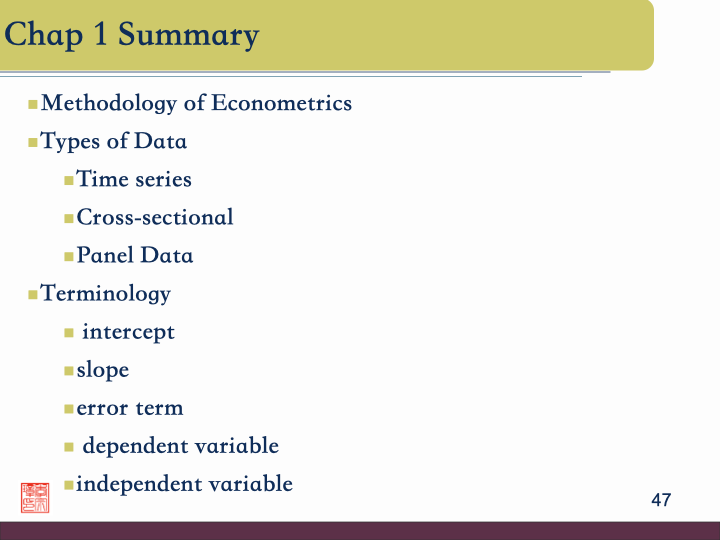 Chap 1 Summary
Methodology of Econometrics
Types of Data
Time series
Cross-sectional
Panel Data
Terminology
intercept
slope
error term
dependent variable
independent variable
47